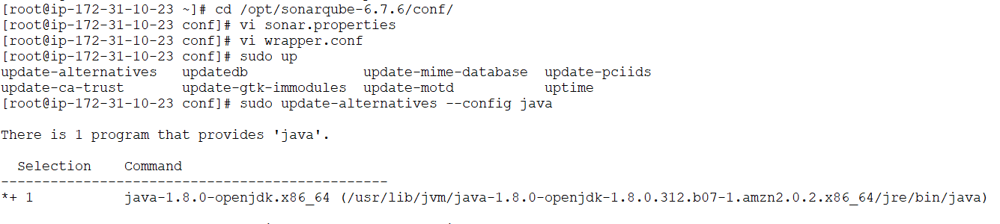 [root@ip-172-31-10-23 ~]# cd /opt/sonarqube-6.7.6/conf/
[root@ip-172-31-10-23 conf]# vi sonar.properties
[root@ip-172-31-10-23 conf]# vi wrapper.conf
[root@ip-172-31-10-23 conf]# sudo up
update-alternatives   updatedb              update-mime-database  update-pciids
update-ca-trust       update-gtk-immodules  update-motd           uptime
[root@ip-172-31-10-23 conf]# sudo update-alternatives --config java
There is 1 program that provides 'java'.
  Selection    Command
-----------------------------------------------
*+ 1           java-1.8.0-openjdk.x86_64 (/usr/lib/jvm/java-1.8.0-openjdk-1.8.0.312.b07-1.amzn2.0.2.x86_64/jre/bin/java)